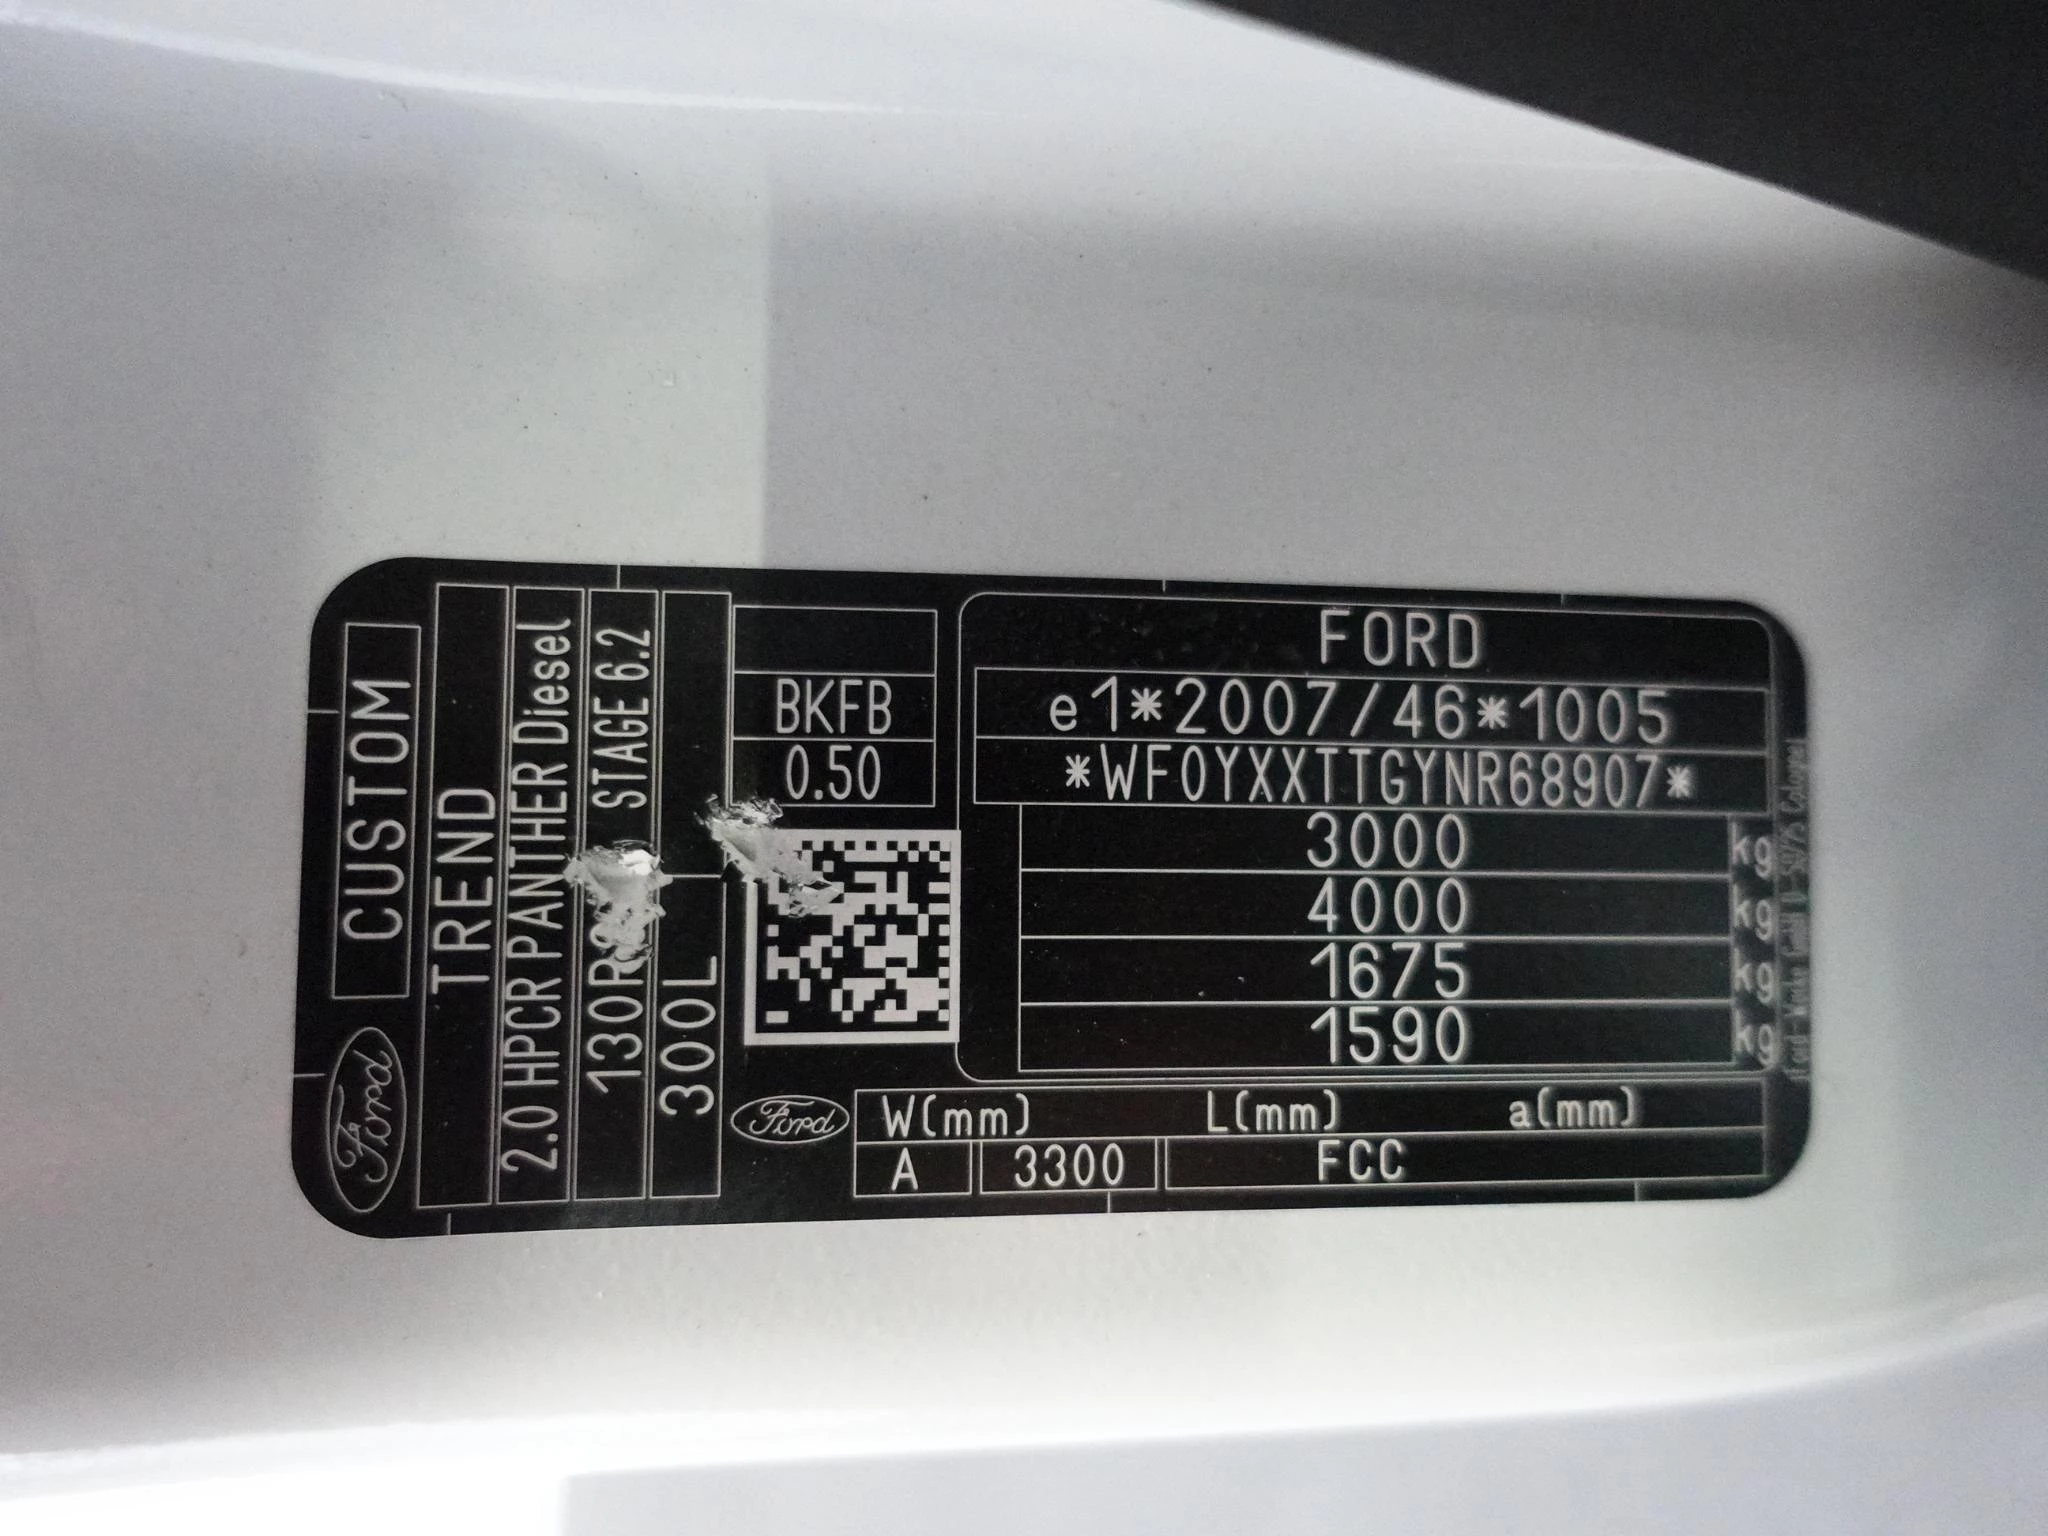 Ford
CUSTOM
TREND
2.0 HPCR PANTHER Diesel
STAGE 6.2
300L
BKFB
0.50
FORD
e1*2007/46*1005
*WF0YXXTTGYNR68907*
3000 kg
4000 kg
1675 kg
1590 kg
Ford
W(mm) L(mm) a(mm)
A 3300 FCC